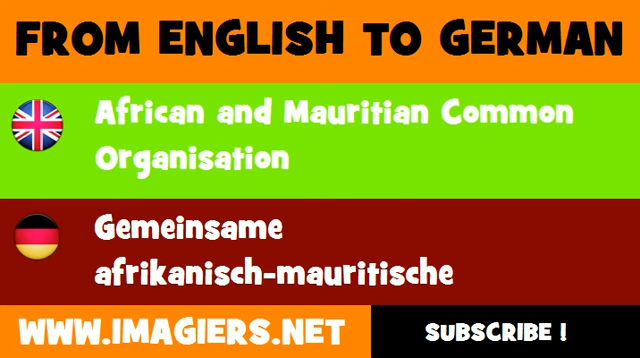 FROM ENGLISH TO GERMAN
African and Mauritian Common
Organisation
Gemeinsame
afrikanisch-mauritische
WWW.IMAGIERS.NET
SUBSCRIBE !